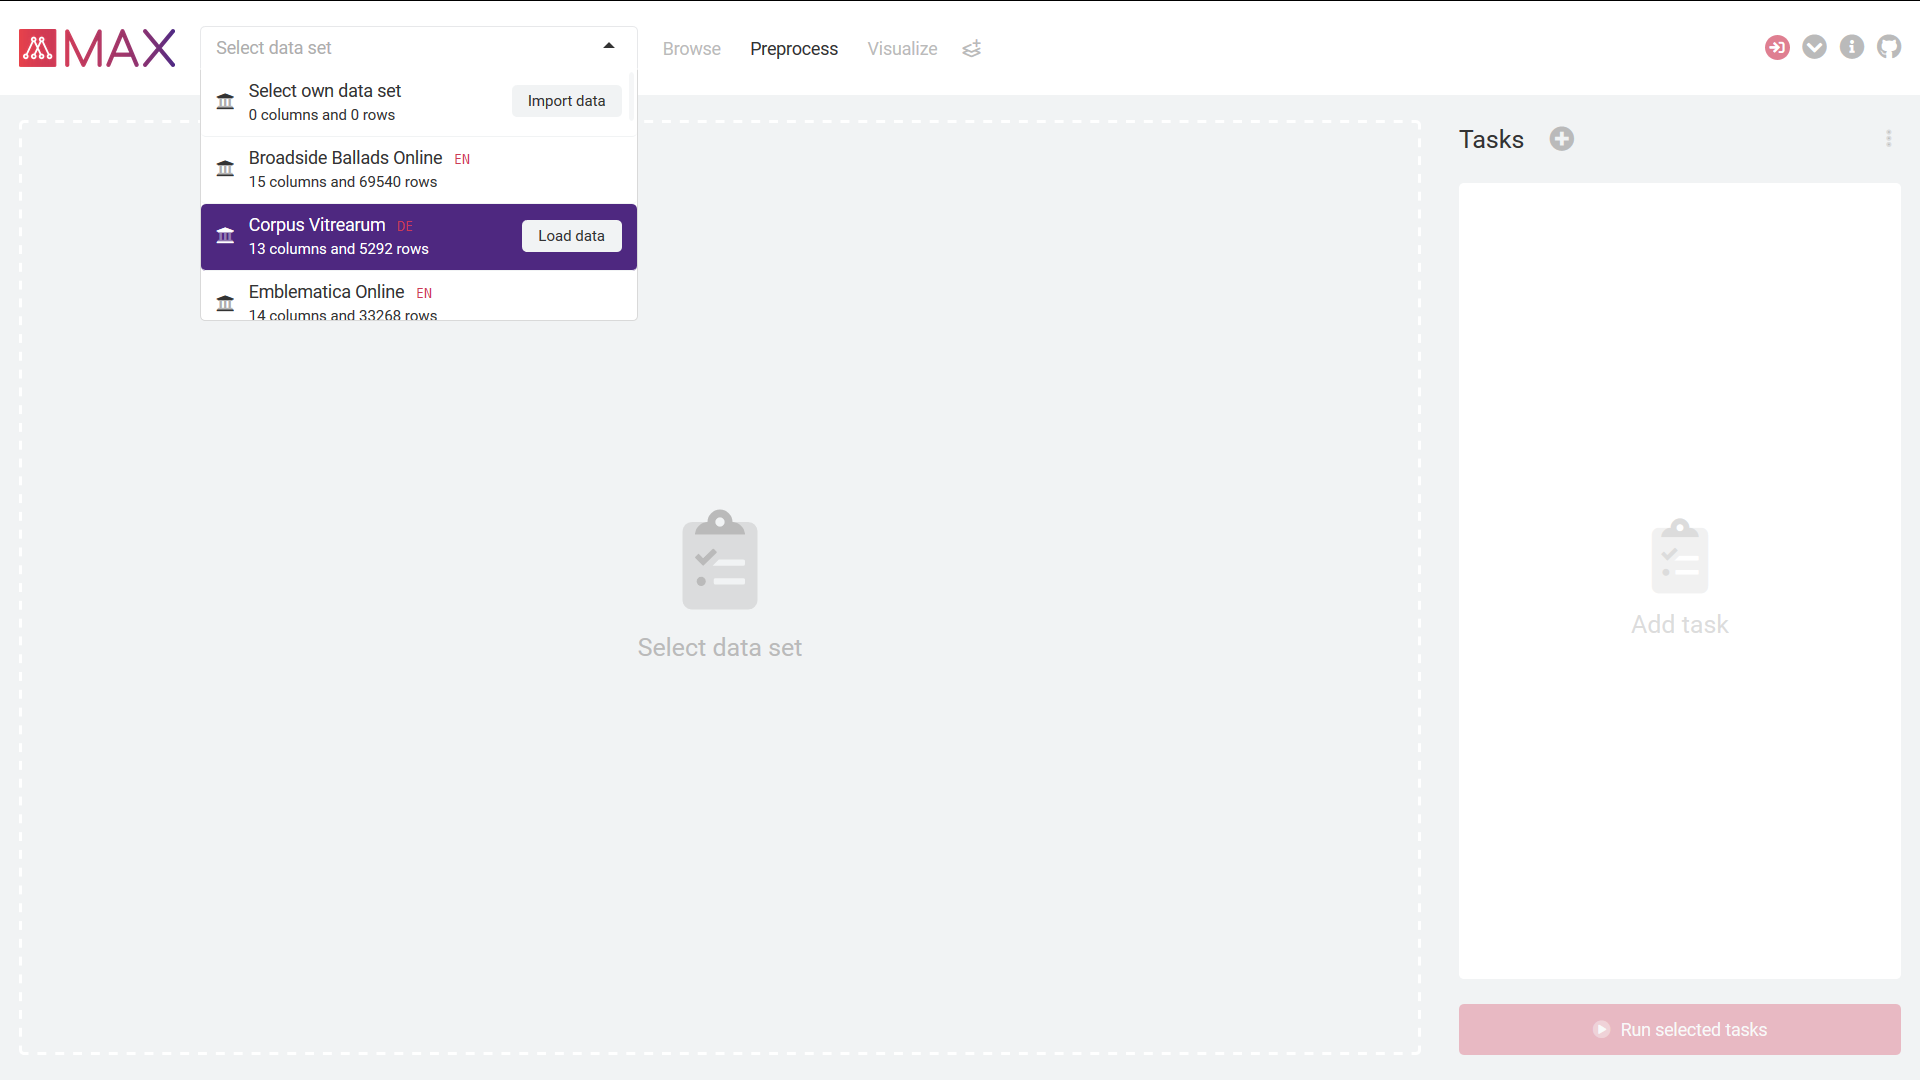 MAX
Select data set
Browse
Preprocess
Visualize
Select own data set
0 columns and 0 rows
Import data
Broadside Ballads Online EN
15 columns and 69540 rows
Corpus Vitrearum DE
13 columns and 5292 rows
Load data
Emblematica Online EN
14 columns and 33268 rows
Select data set
Tasks
Add task
Run selected tasks